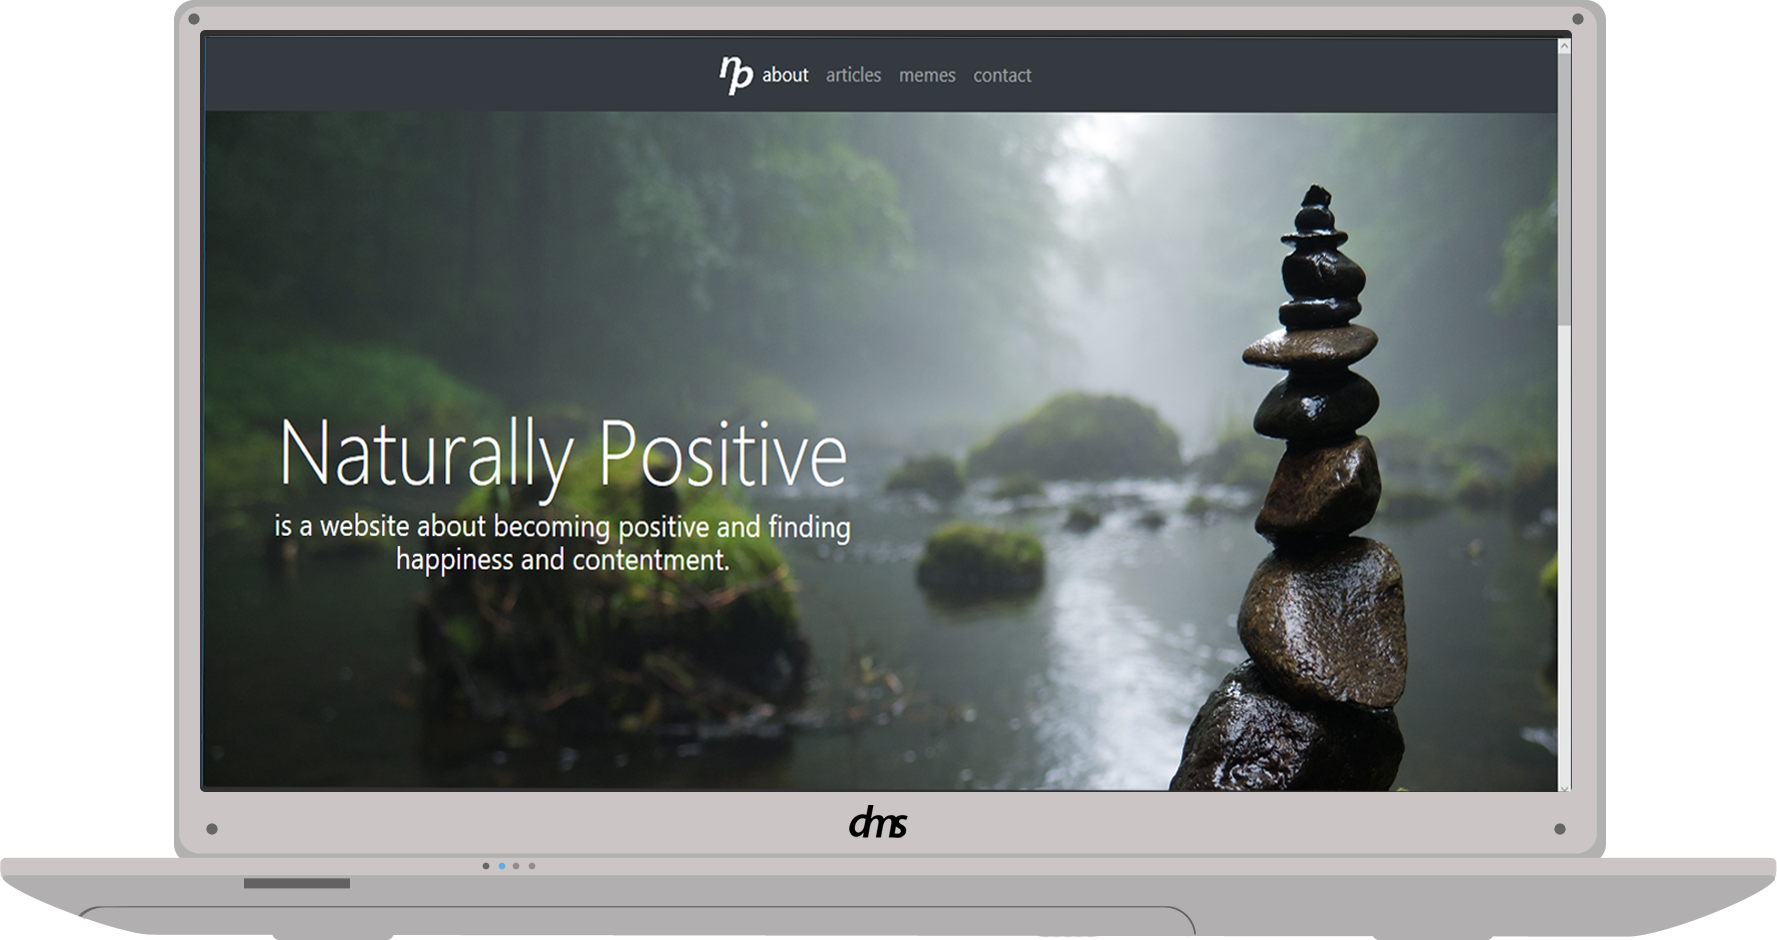 np about articles memes contact
Naturally Positive
is a website about becoming positive and finding
happiness and contentment.
dms